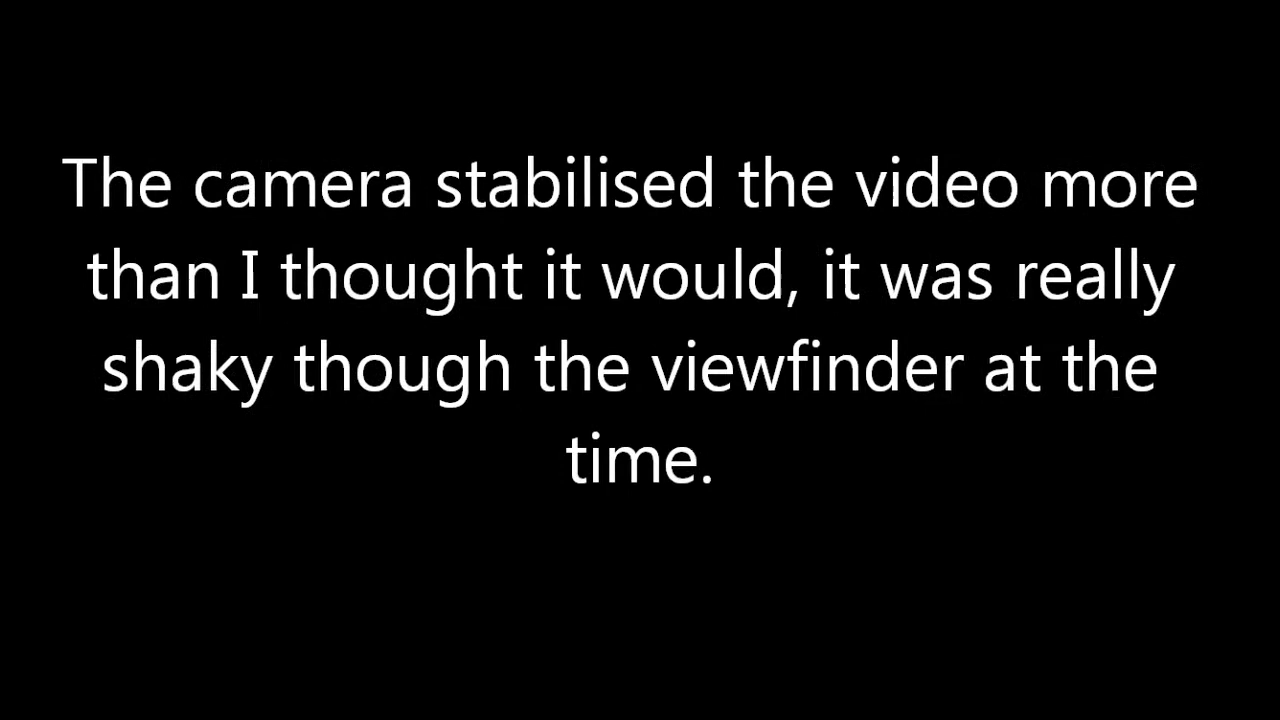 The camera stabilised the video more
than I thought it would, it was really
shaky though the viewfinder at the
time.